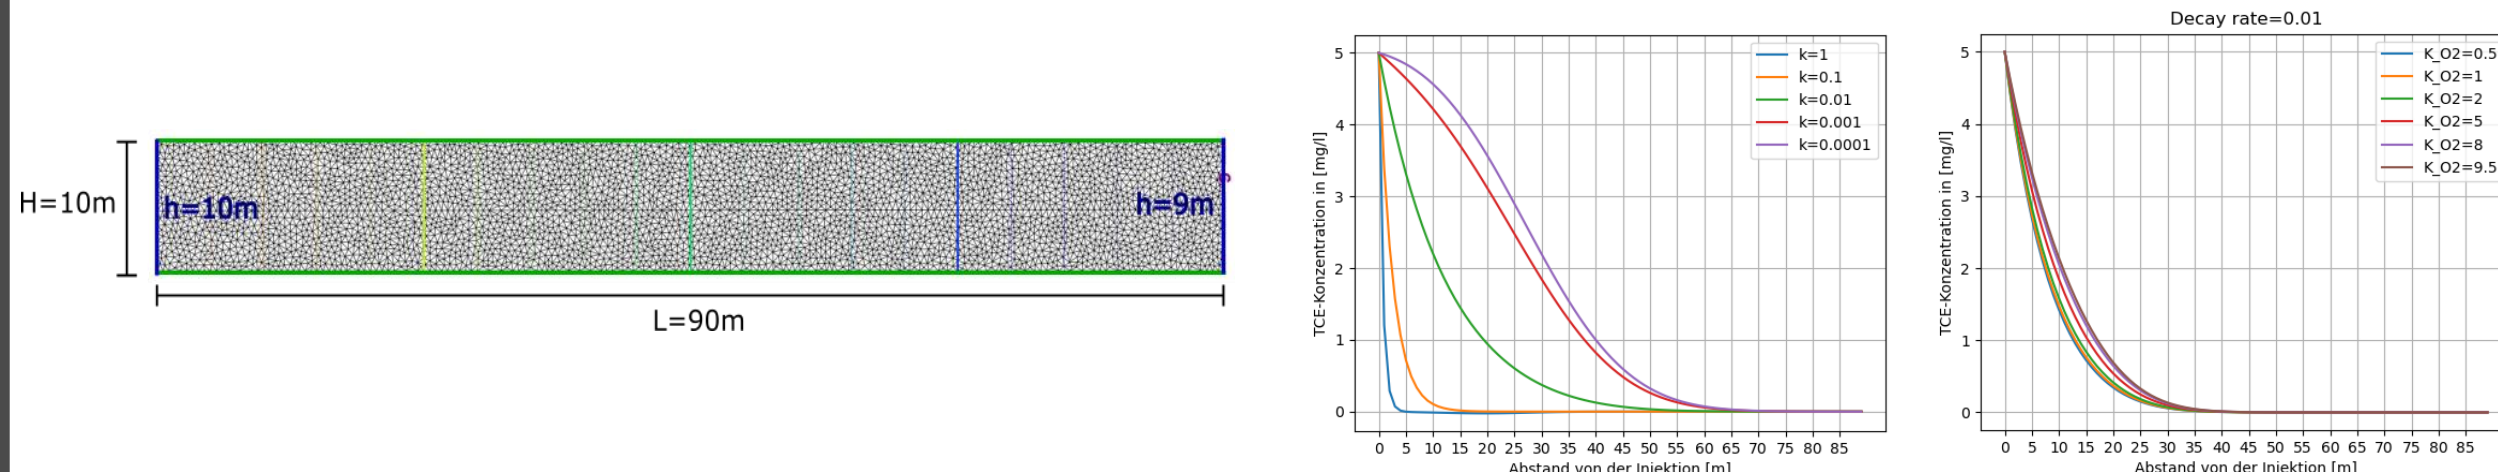 H=10m
h=10m
h=9m
L=90m
TCE-Konzentration in [mg/l]
5
4
3
2
1
0
k=1
k=0.1
k=0.01
k=0.001
k=0.0001
0 5 10 15 20 25 30 35 40 45 50 55 60 65 70 75 80 85
Abstand von der Injektion [m]
Decay rate=0.01
TCE-Konzentration in [mg/l]
5
4
3
2
1
0
K_O2=0.5
K_O2=1
K_O2=2
K_O2=5
K_O2=8
K_O2=9.5
0 5 10 15 20 25 30 35 40 45 50 55 60 65 70 75 80 85
Abstand von der Injektion [m]